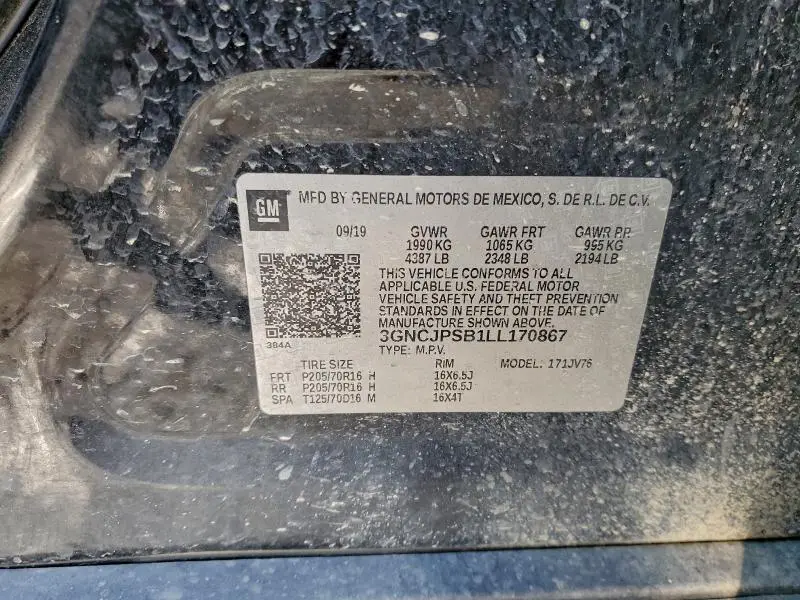 GM
MFD BY GENERAL MOTORS DE MEXICO, S. DE R.L. DE C.V.
09/19 GVWR GAWR FRT GAWR RR
1990 KG 1065 KG 995 KG
4387 LB 2348 LB 2194 LB
THIS VEHICLE CONFORMS TO ALL
APPLICABLE U.S. FEDERAL MOTOR
VEHICLE SAFETY AND THEFT PREVENTION
STANDARDS IN EFFECT ON THE DATE OF
MANUFACTURE SHOWN ABOVE.
3GNCJPSB1LL170867
384A
TYPE: M.P.V.
TIRE SIZE RIM MODEL: 171JV76
FRT P205/70R16 H 16X6.5J
RR P205/70R16 H 16X6.5J
SPA T125/70D16 M 16X4T